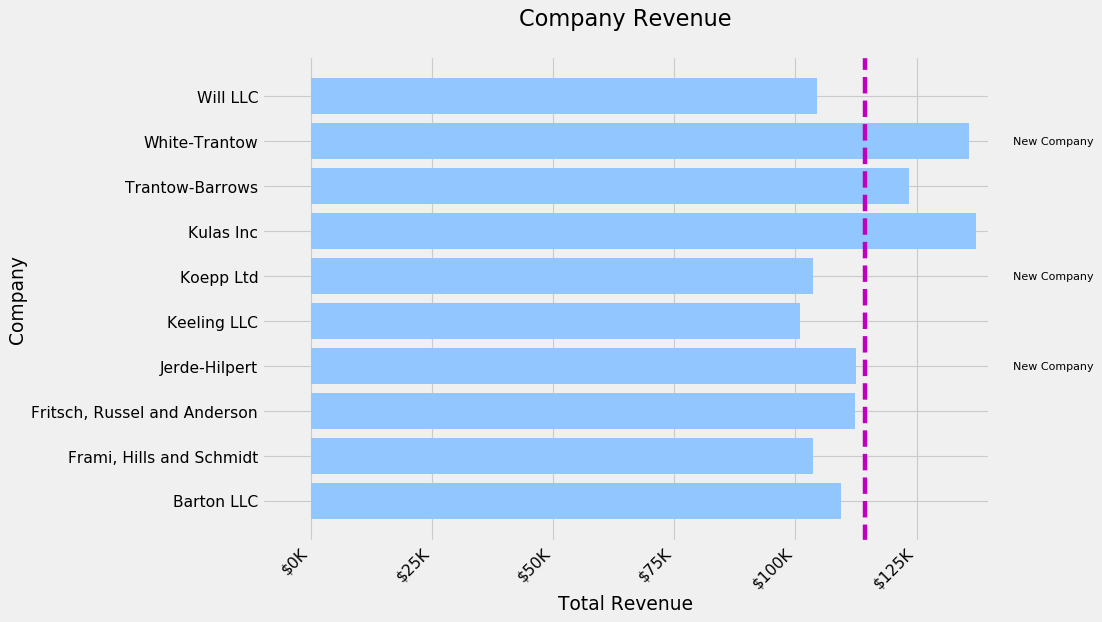 Company Revenue
Will LLC
White-Trantow
New Company
Trantow-Barrows
Kulas Inc
Koepp Ltd
New Company
Keeling LLC
Jerde-Hilpert
New Company
Fritsch, Russel and Anderson
Frami, Hills and Schmidt
Barton LLC
Company
$0K
$25K
$50K
$75K
$100K
$125K
Total Revenue